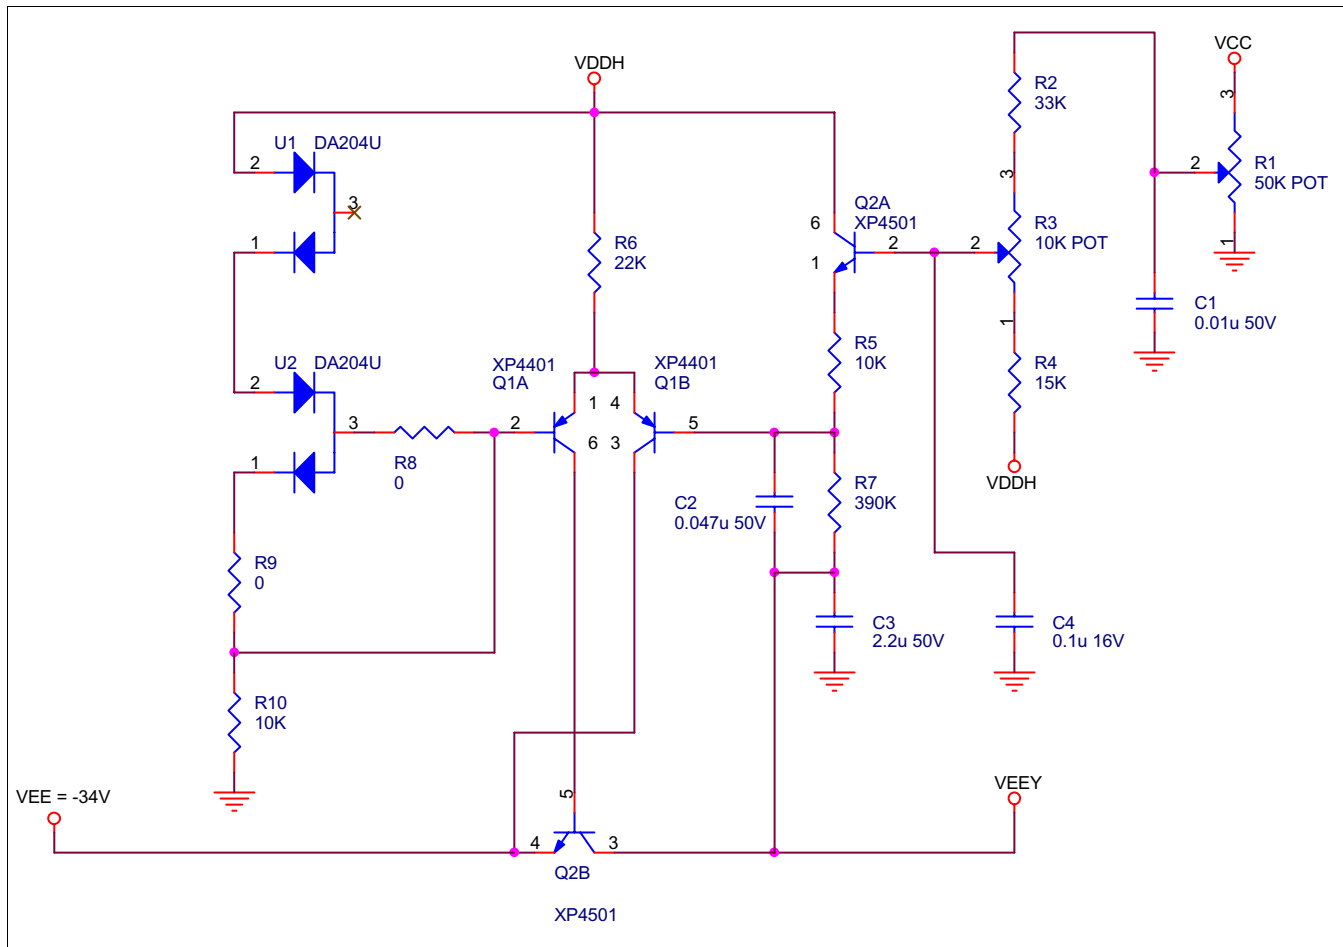 VCC
VDDH
R2
33K
3
U1 DA204U
2
3
1
2
R1
50K POT
1
3
6
Q2A
XP4501
2
1
2
R3
10K POT
1
R6
22K
C1
0.01u 50V
U2 DA204U
2
3
1
R8
0
XP4401
Q1A
XP4401
Q1B
2
1 4
6 3
5
R5
10K
R4
15K
VDDH
R7
390K
C2
0.047u 50V
R9
0
C3
2.2u 50V
C4
0.1u 16V
R10
10K
VEE = -34V
VEEY
5
4
3
Q2B
XP4501